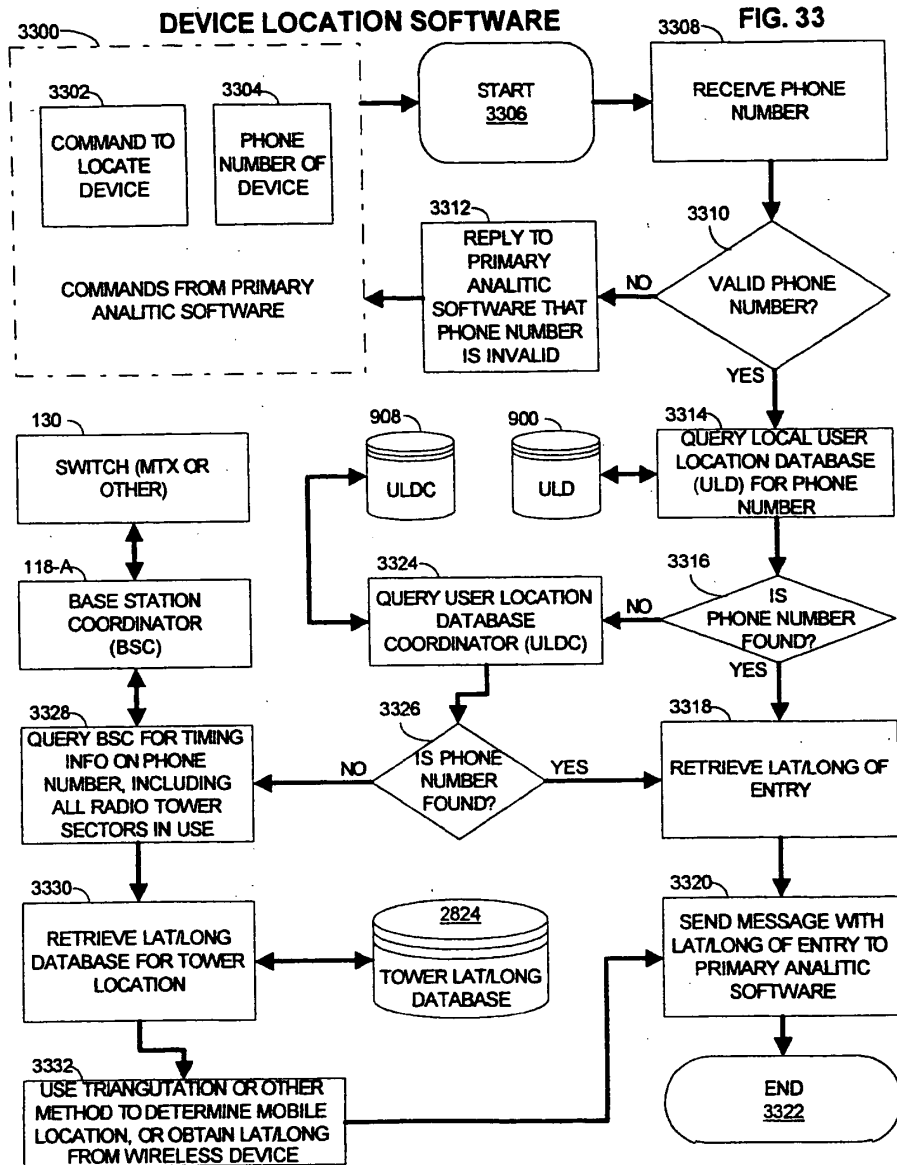 DEVICE LOCATION SOFTWARE
FIG. 33
3300
3302
COMMAND TO
LOCATE
DEVICE
3304
PHONE
NUMBER OF
DEVICE
COMMANDS FROM PRIMARY
ANALITIC SOFTWARE
START
3306
3308
RECEIVE PHONE
NUMBER
3310
VALID PHONE
NUMBER?
NO
YES
3312
REPLY TO
PRIMARY
ANALITIC
SOFTWARE THAT
PHONE NUMBER
IS INVALID
3314
QUERY LOCAL USER
LOCATION DATABASE
(ULD) FOR PHONE
NUMBER
900
ULD
908
ULDC
3316
IS
PHONE NUMBER
FOUND?
NO
YES
3324
QUERY USER LOCATION
DATABASE
COORDINATOR (ULDC)
130
SWITCH (MTX OR
OTHER)
118-A
BASE STATION
COORDINATOR
(BSC)
3326
IS PHONE
NUMBER
FOUND?
NO
YES
3318
RETRIEVE LAT/LONG OF
ENTRY
3328
QUERY BSC FOR TIMING
INFO ON PHONE
NUMBER, INCLUDING
ALL RADIO TOWER
SECTORS IN USE
3330
RETRIEVE LAT/LONG
DATABASE FOR TOWER
LOCATION
2824
TOWER LAT/LONG
DATABASE
3320
SEND MESSAGE WITH
LAT/LONG OF ENTRY TO
PRIMARY ANALITIC
SOFTWARE
3332
USE TRIANGUTATION OR OTHER
METHOD TO DETERMINE MOBILE
LOCATION, OR OBTAIN LAT/LONG
FROM WIRELESS DEVICE
END
3322